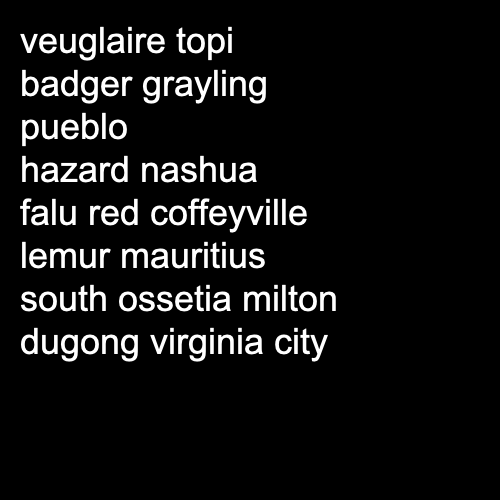 veuglaire topi
badger grayling
pueblo
hazard nashua
falu red coffeyville
lemur mauritius
south ossetia milton
dugong virginia city